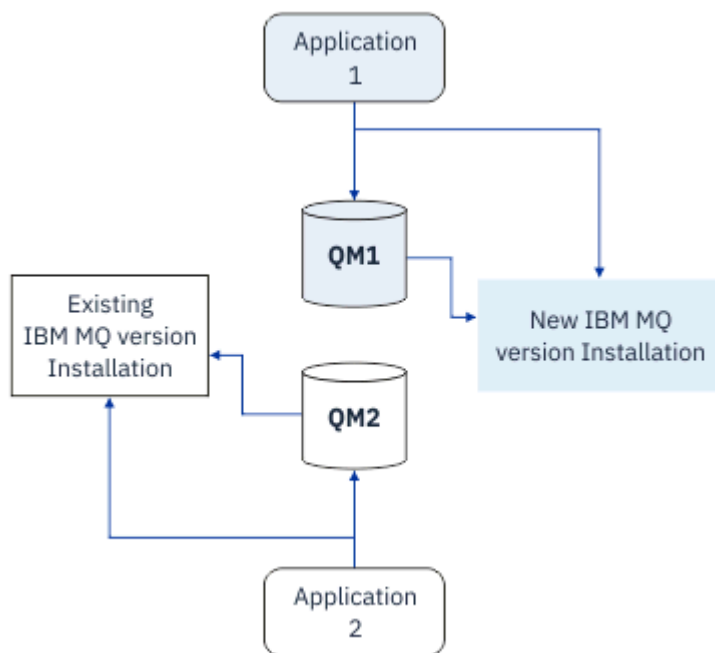 Application
1
QM1
Existing
IBM MQ version
Installation
New IBM MQ
version Installation
QM2
Application
2